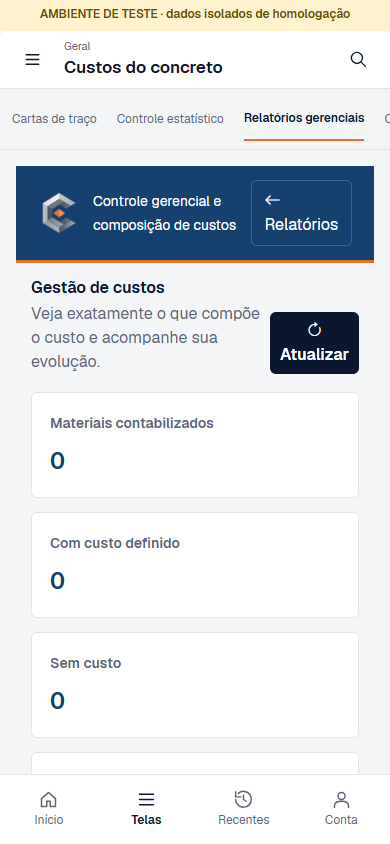 AMBIENTE DE TESTE · dados isolados de homologação
Geral
Custos do concreto
Cartas de traço
Controle estatístico
Relatórios gerenciais
Controle gerencial e
composição de custos
← Relatórios
Gestão de custos
Veja exatamente o que compõe
o custo e acompanhe sua
evolução.
Atualizar
Materiais contabilizados
0
Com custo definido
0
Sem custo
0
Início
Telas
Recentes
Conta